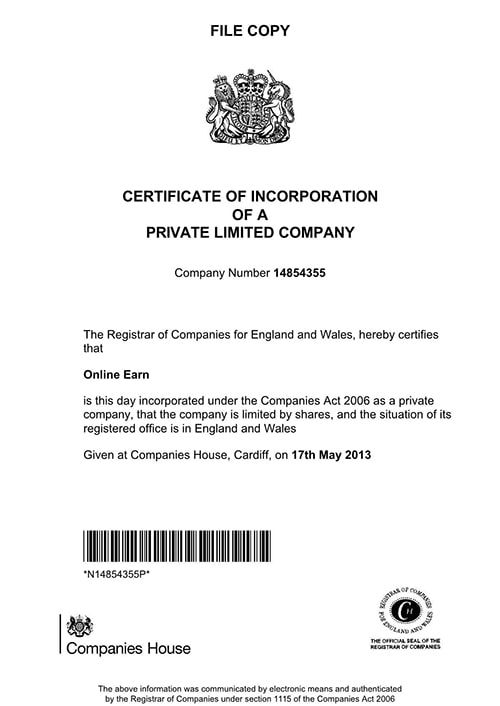 FILE COPY
CERTIFICATE OF INCORPORATION
OF A
PRIVATE LIMITED COMPANY
Company Number 14854355
The Registrar of Companies for England and Wales, hereby certifies
that
Online Earn
is this day incorporated under the Companies Act 2006 as a private
company, that the company is limited by shares, and the situation of its
registered office is in England and Wales
Given at Companies House, Cardiff, on 17th May 2013
*N14854355P*
REGISTRAR OF COMPANIES
FOR ENGLAND AND WALES
CH
THE OFFICIAL SEAL OF THE
REGISTRAR OF COMPANIES
Companies House
The above information was communicated by electronic means and authenticated
by the Registrar of Companies under section 1115 of the Companies Act 2006